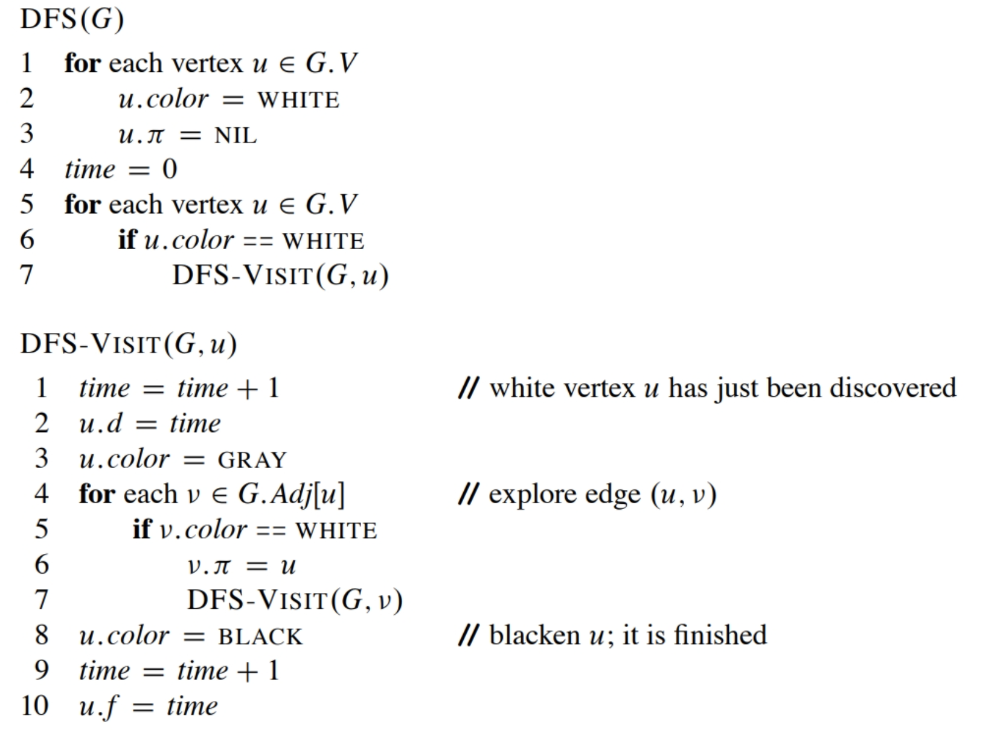 DFS(G)
1 for each vertex u ∈ G.V
2 u.color = WHITE
3 u.π = NIL
4 time = 0
5 for each vertex u ∈ G.V
6 if u.color == WHITE
7 DFS-VISIT(G, u)
DFS-VISIT(G, u)
1 time = time + 1 // white vertex u has just been discovered
2 u.d = time
3 u.color = GRAY
4 for each v ∈ G.Adj[u] // explore edge (u, v)
5 if v.color == WHITE
6 v.π = u
7 DFS-VISIT(G, v)
8 u.color = BLACK // blacken u; it is finished
9 time = time + 1
10 u.f = time